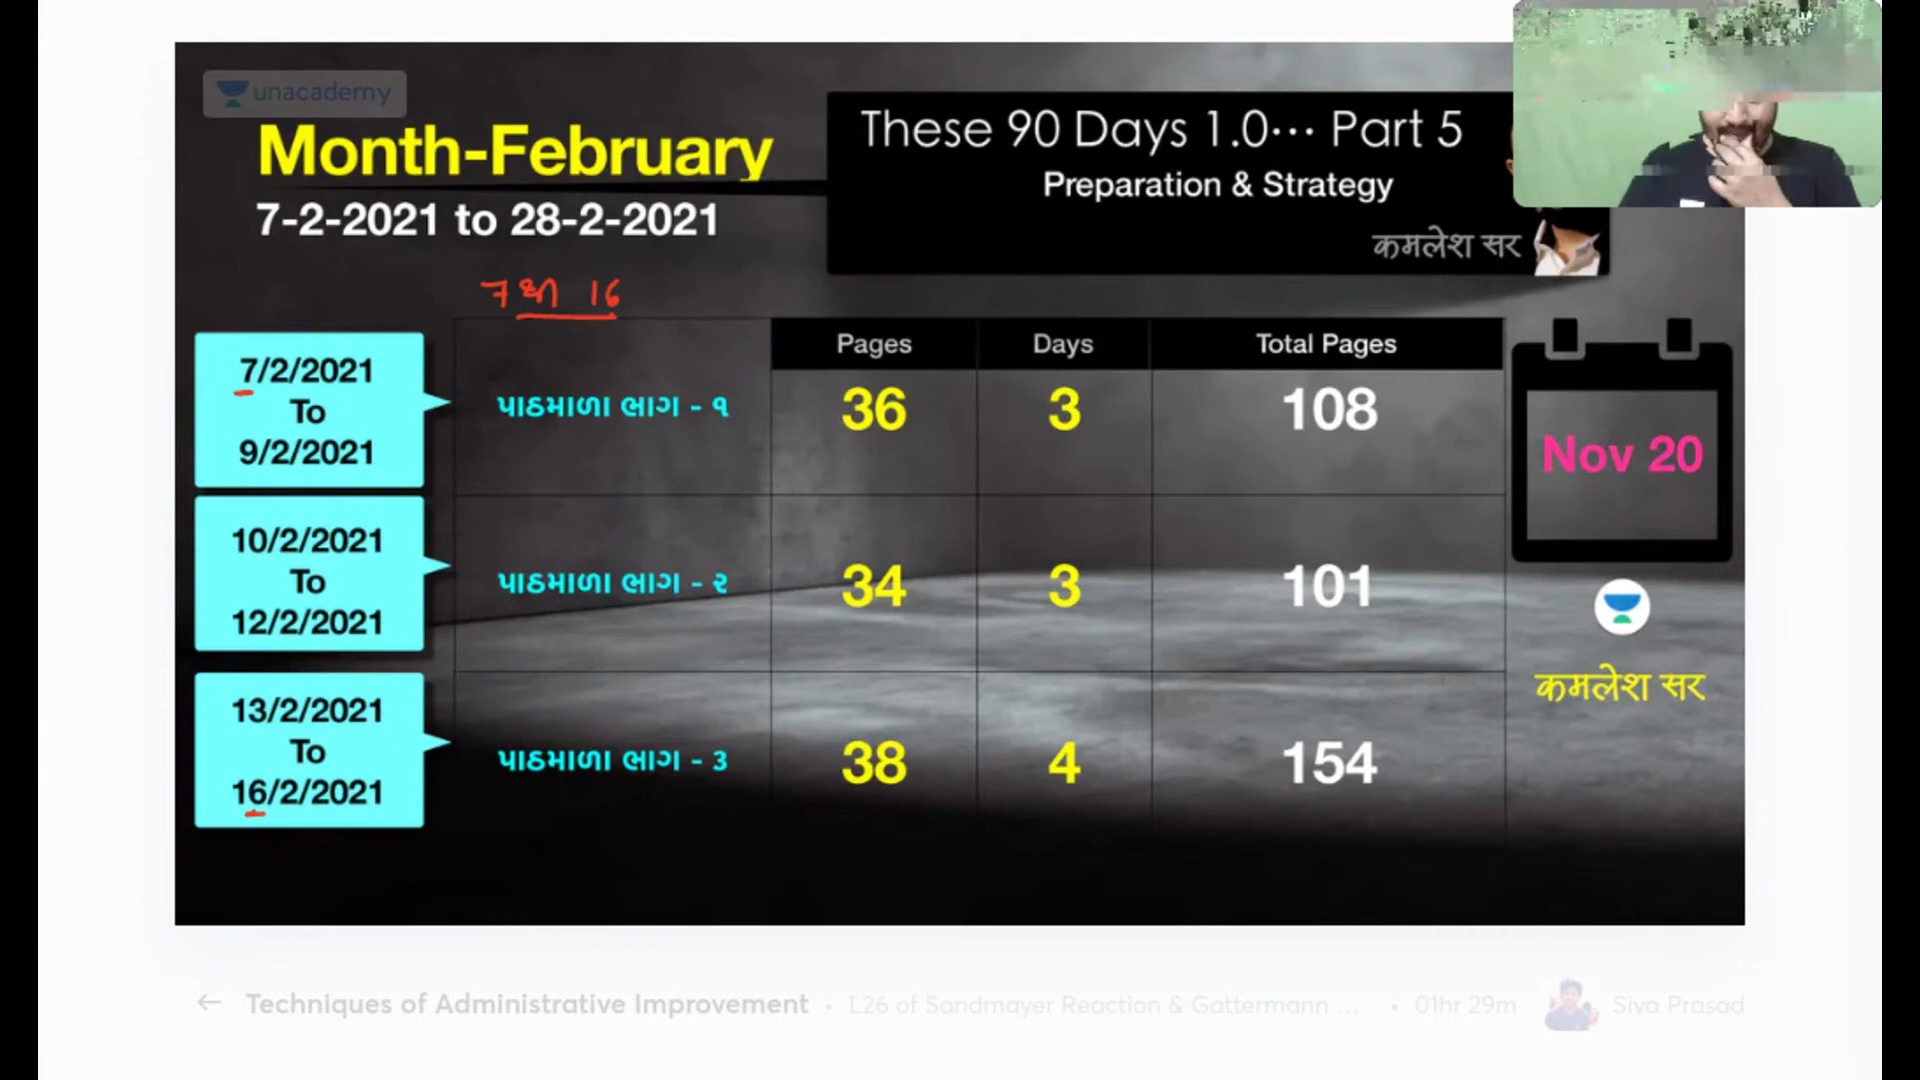 unacademy
Month-February
7-2-2021 to 28-2-2021
These 90 Days 1.0... Part 5
Preparation & Strategy
कमलेश सर
7 થી 16
Pages Days Total Pages
7/2/2021
To
9/2/2021
પાઠમાળા ભાગ - ૧ 36 3 108
10/2/2021
To
12/2/2021
પાઠમાળા ભાગ - ૨ 34 3 101
13/2/2021
To
16/2/2021
પાઠમાળા ભાગ - ૩ 38 4 154
Nov 20
कमलेश सर
← Techniques of Administrative Improvement • L26 of Sandmayer Reaction & Gattermann ... • 01hr 29m Siva Prasad